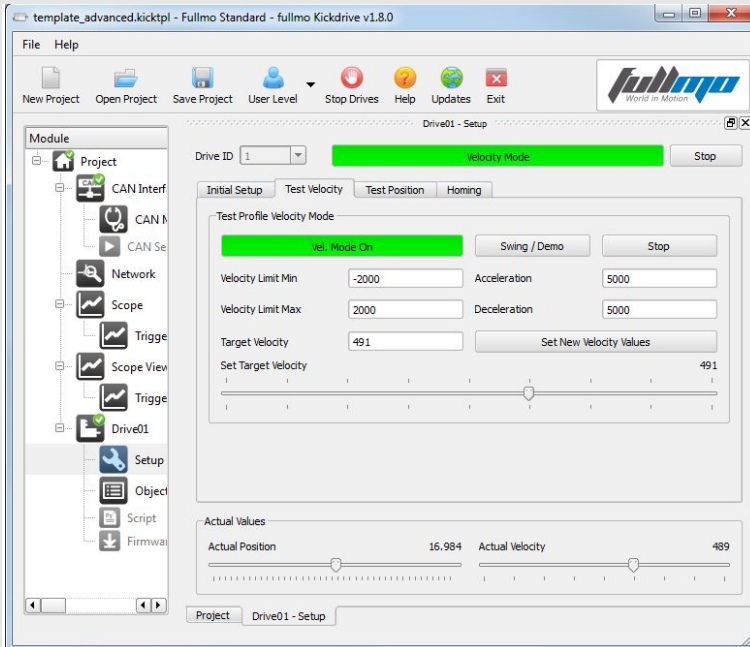 template_advanced.kicktpl - Fullmo Standard - fullmo Kickdrive v1.8.0
File Help
New Project Open Project Save Project User Level Stop Drives Help Updates Exit
fullmo
World in Motion
Drive01 - Setup
Module
Project
CAN Interf
CAN
CAN M
CAN Se
Network
Scope
Trigge
Scope View
Trigge
Drive01
Setup
Object
Script
Firmwar
Drive ID 1 Velocity Mode Stop
Initial Setup Test Velocity Test Position Homing
Test Profile Velocity Mode
Vel. Mode On Swing / Demo Stop
Velocity Limit Min -2000 Acceleration 5000
Velocity Limit Max 2000 Deceleration 5000
Target Velocity 491 Set New Velocity Values
Set Target Velocity 491
Actual Values
Actual Position 16.984 Actual Velocity 489
Project Drive01 - Setup